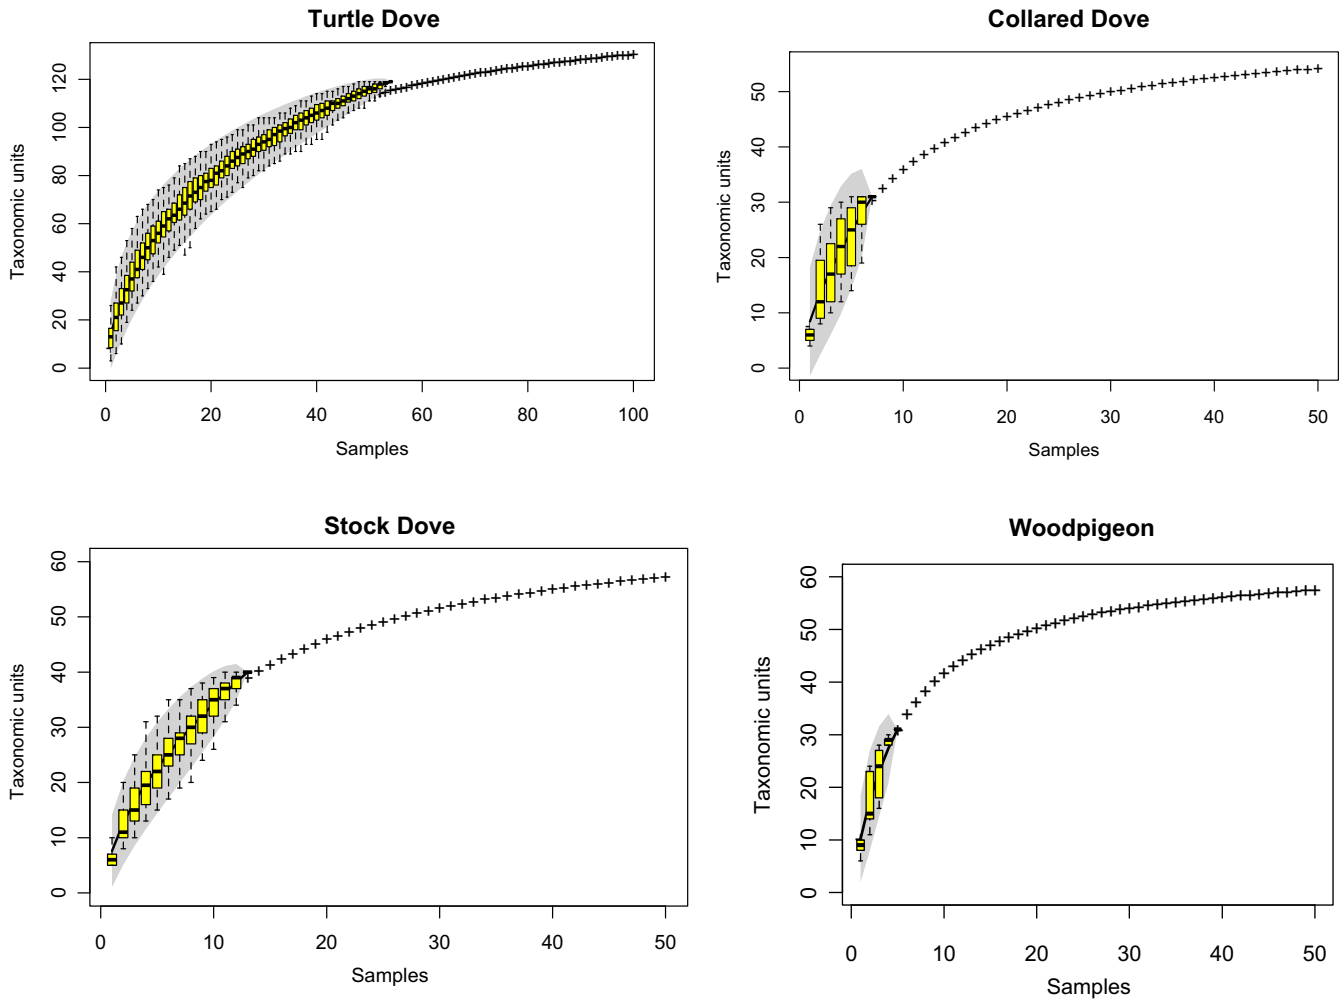 Turtle Dove
Taxonomic units
0 20 40 60 80 100 120
0 20 40 60 80 100
Samples
Collared Dove
Taxonomic units
0 10 20 30 40 50
0 10 20 30 40 50
Samples
Stock Dove
Taxonomic units
0 10 20 30 40 50 60
0 10 20 30 40 50
Samples
Woodpigeon
Taxonomic units
0 10 20 30 40 50 60
0 10 20 30 40 50
Samples